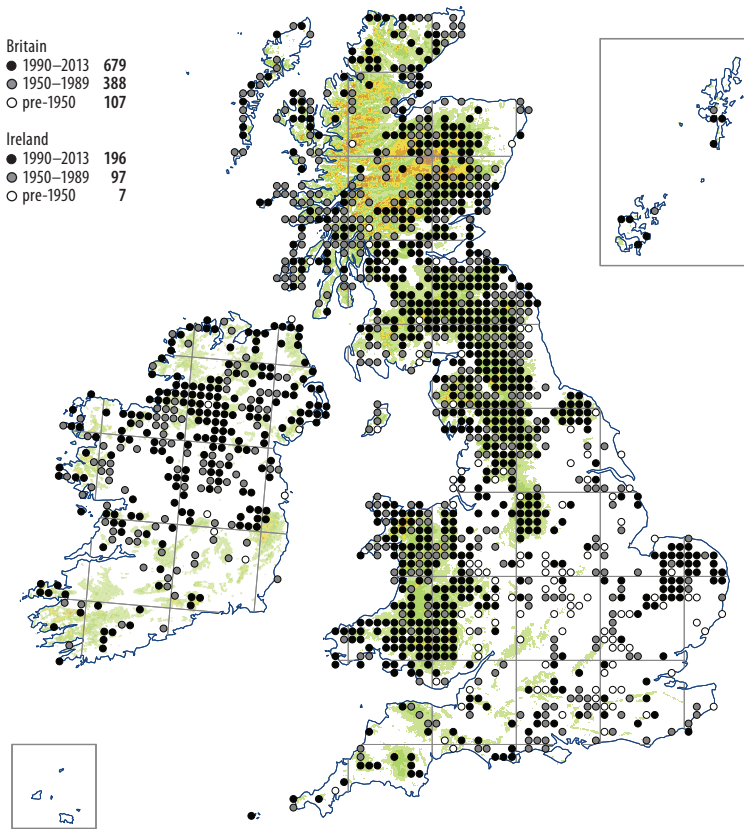 Britain
1990–2013 679
1950–1989 388
pre-1950 107
Ireland
1990–2013 196
1950–1989 97
pre-1950 7